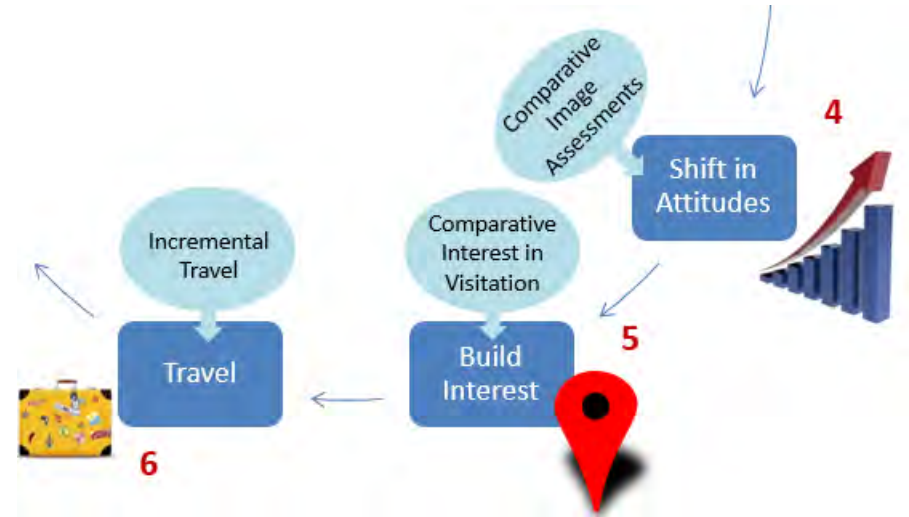 Comparative
Image
Assessments
4
Shift in
Attitudes
Incremental
Travel
Comparative
Interest in
Visitation
5
Travel
Build
Interest
6